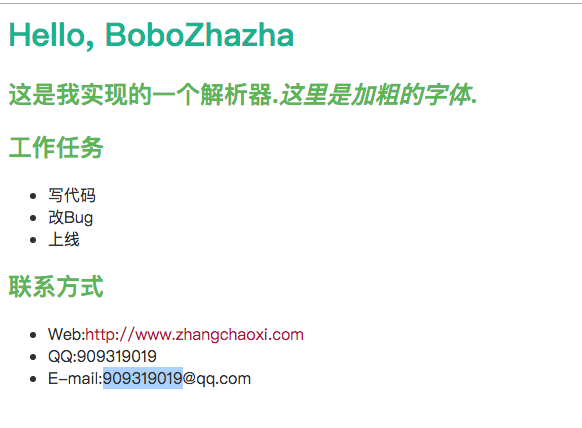 Hello, BoboZhazha
这是我实现的一个解析器.这里是加粗的字体.
工作任务
写代码
改Bug
上线
联系方式
Web:http://www.zhangchaoxi.com
QQ:909319019
E-mail:909319019@qq.com